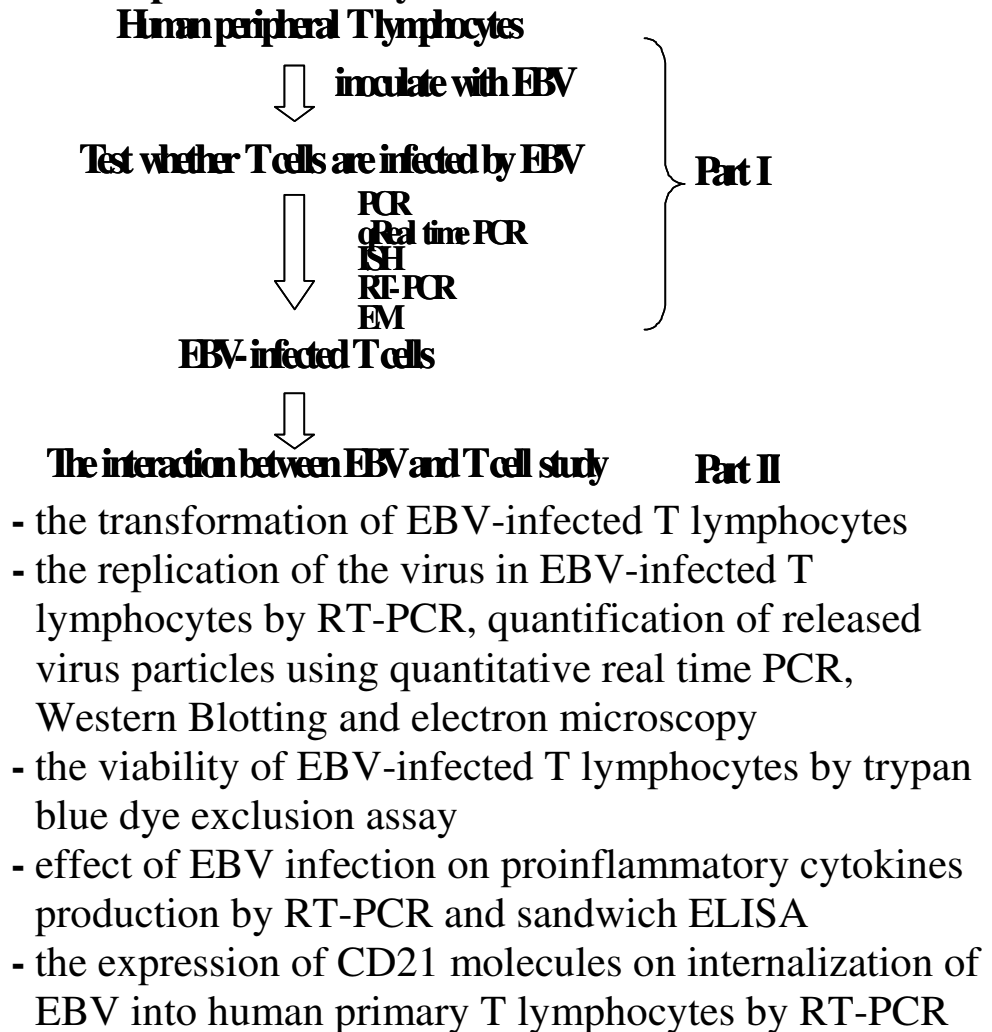 Human peripheral T lymphocytes
inoculate with EBV
Test whether T cells are infected by EBV
Part I
PCR
qReal time PCR
ISH
RT-PCR
EM
EBV-infected T cells
The interaction between EBV and T cell study
Part II
- the transformation of EBV-infected T lymphocytes
- the replication of the virus in EBV-infected T
lymphocytes by RT-PCR, quantification of released
virus particles using quantitative real time PCR,
Western Blotting and electron microscopy
- the viability of EBV-infected T lymphocytes by trypan
blue dye exclusion assay
- effect of EBV infection on proinflammatory cytokines
production by RT-PCR and sandwich ELISA
- the expression of CD21 molecules on internalization of
EBV into human primary T lymphocytes by RT-PCR